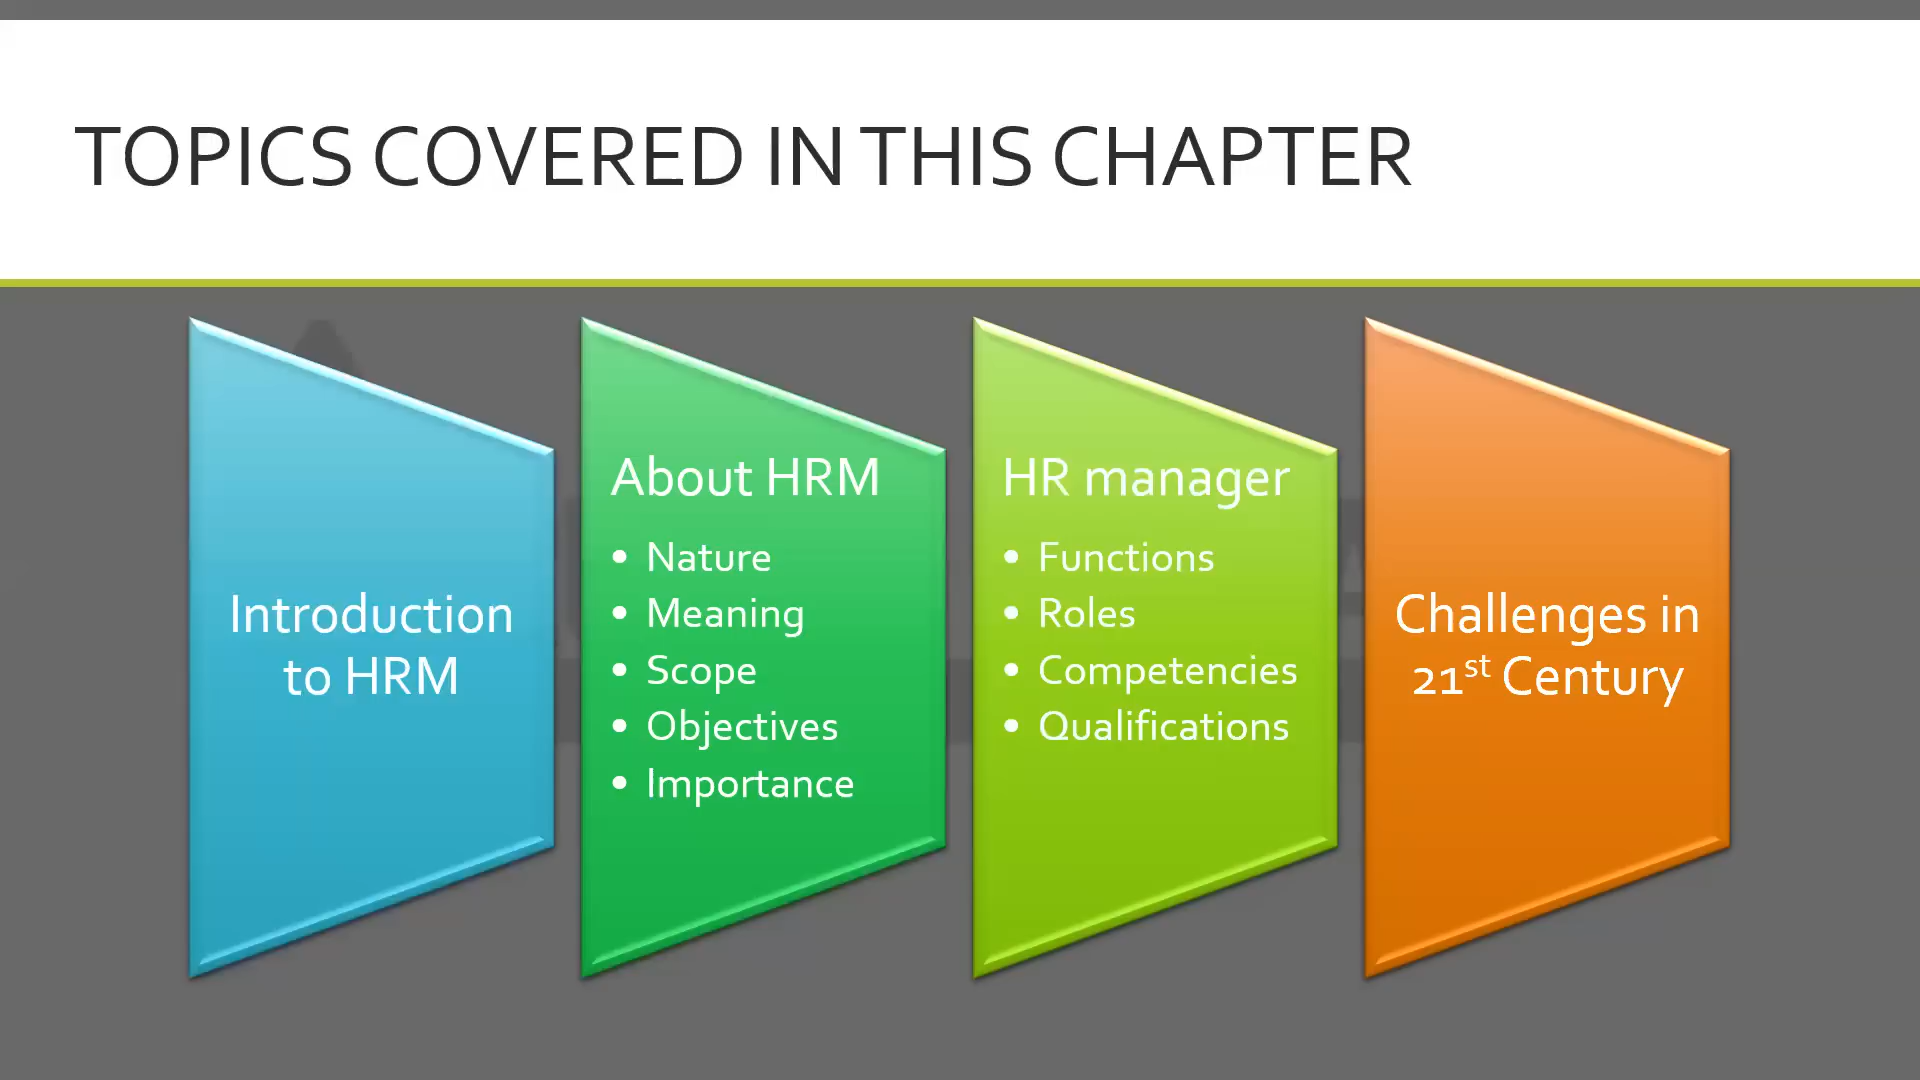 TOPICS COVERED IN THIS CHAPTER
Introduction
to HRM
About HRM
• Nature
• Meaning
• Scope
• Objectives
• Importance
HR manager
• Functions
• Roles
• Competencies
• Qualifications
Challenges in
21st Century